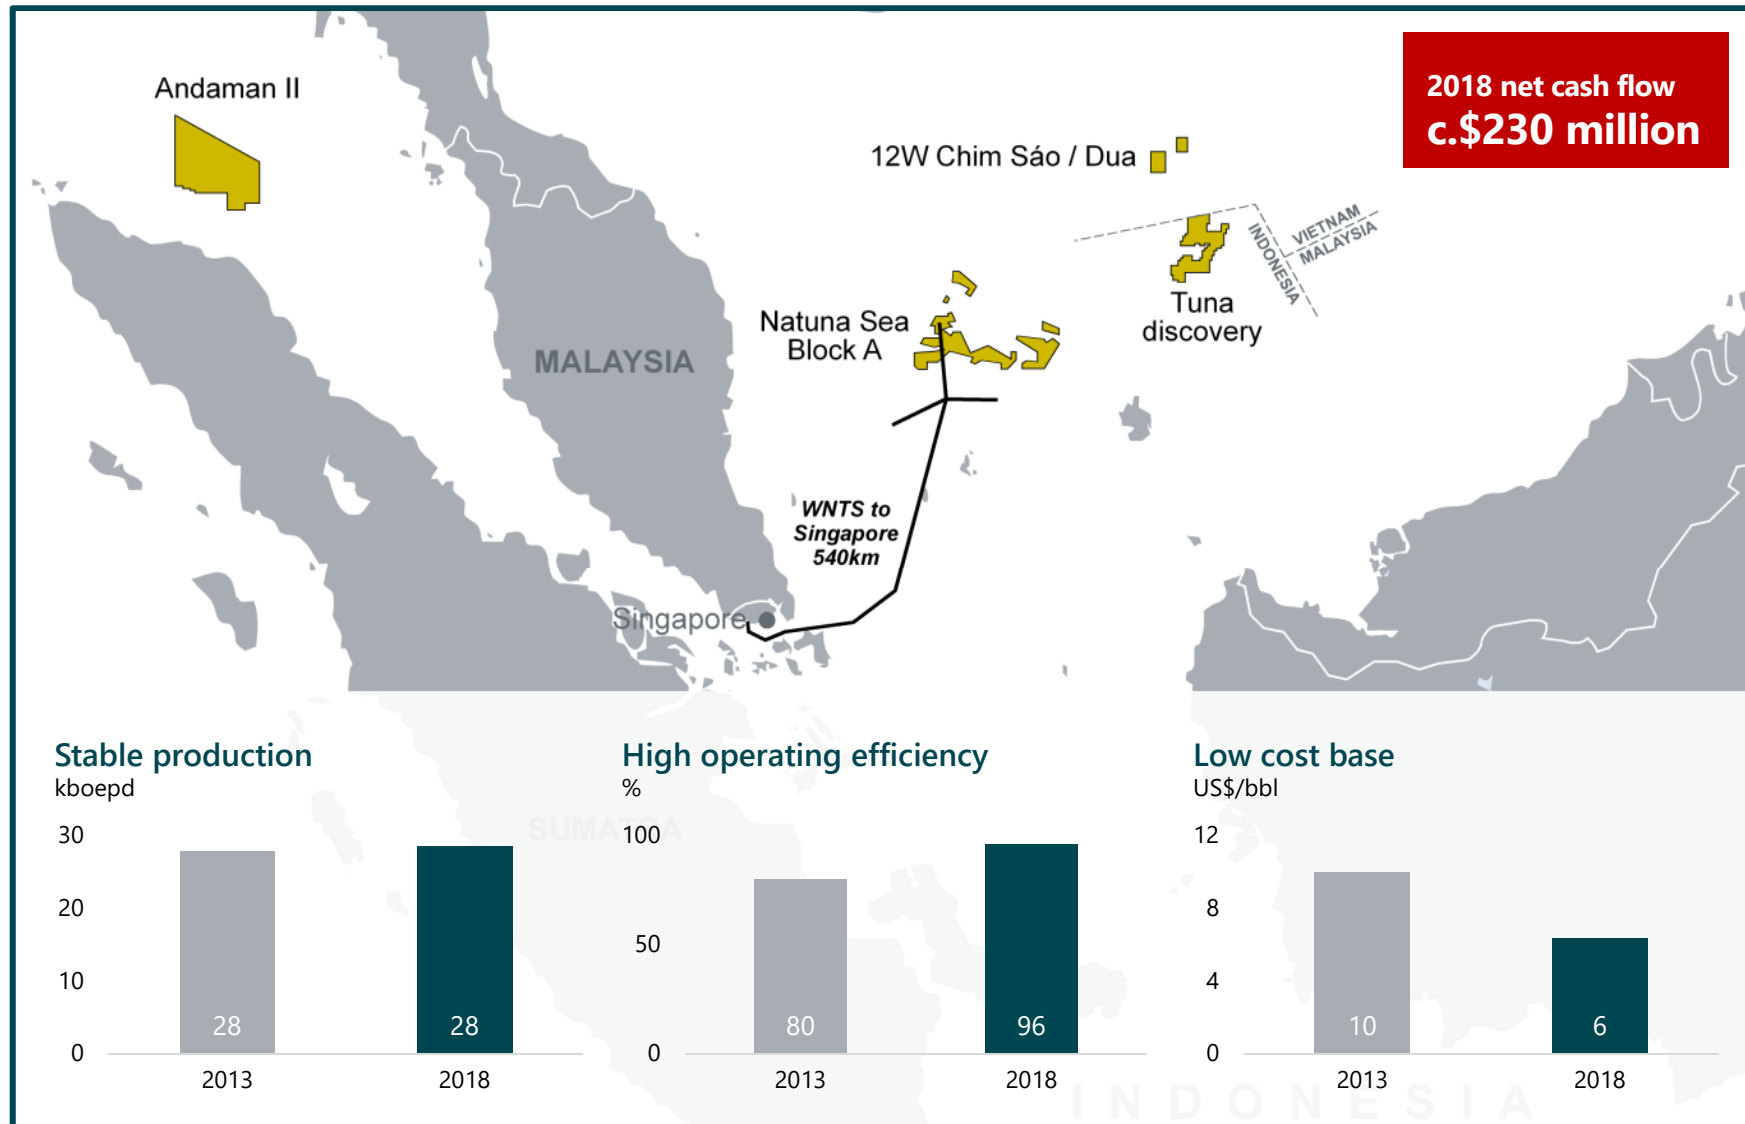 Andaman II
2018 net cash flow
c.$230 million
12W Chim Sáo / Dua
VIETNAM
MALAYSIA
INDONESIA
Tuna
discovery
Natuna Sea
Block A
MALAYSIA
WNTS to
Singapore
540km
Singapore
Stable production
kboepd
30
20
10
0
28
28
2013
2018
SUMATRA
High operating efficiency
%
100
50
0
80
96
2013
2018
Low cost base
US$/bbl
12
8
4
0
10
6
2013
2018
INDONESIA